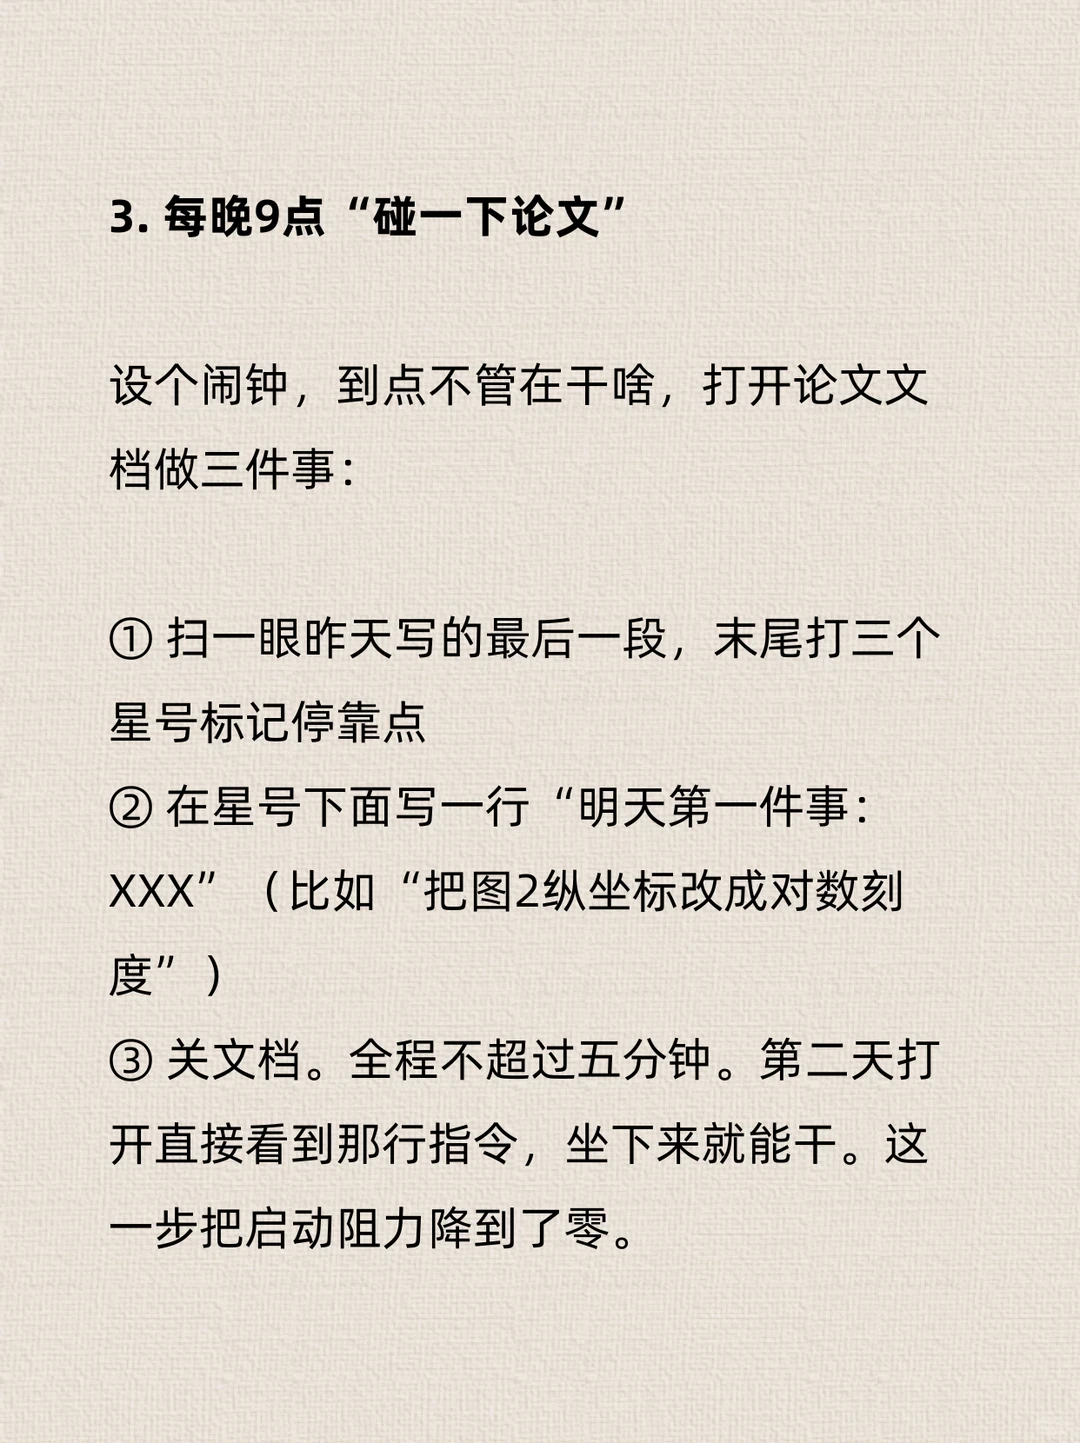 3. 每晚9点“碰一下论文”
设个闹钟，到点不管在干啥，打开论文文
档做三件事：
① 扫一眼昨天写的最后一段，末尾打三个
星号标记停靠点
② 在星号下面写一行“明天第一件事：
XXX”（比如“把图2纵坐标改成对数刻
度”）
③ 关文档。全程不超过五分钟。第二天打
开直接看到那行指令，坐下来就能干。这
一步把启动阻力降到了零。